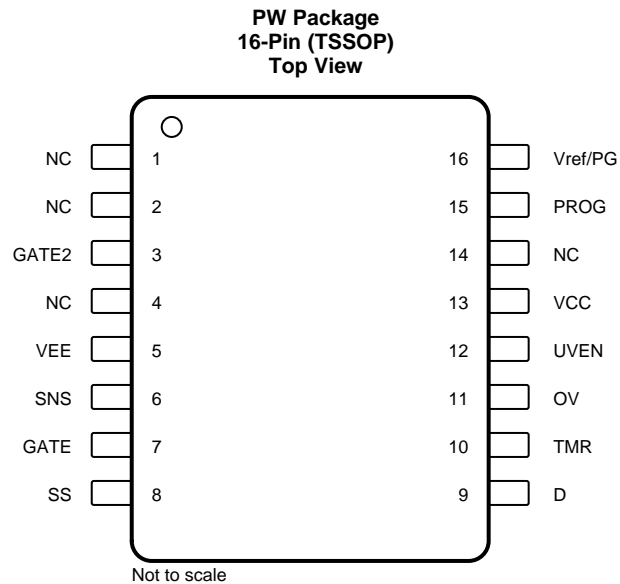 PW Package
16-Pin (TSSOP)
Top View
NC 1 16 Vref/PG
NC 2 15 PROG
GATE2 3 14 NC
NC 4 13 VCC
VEE 5 12 UVEN
SNS 6 11 OV
GATE 7 10 TMR
SS 8 9 D
Not to scale